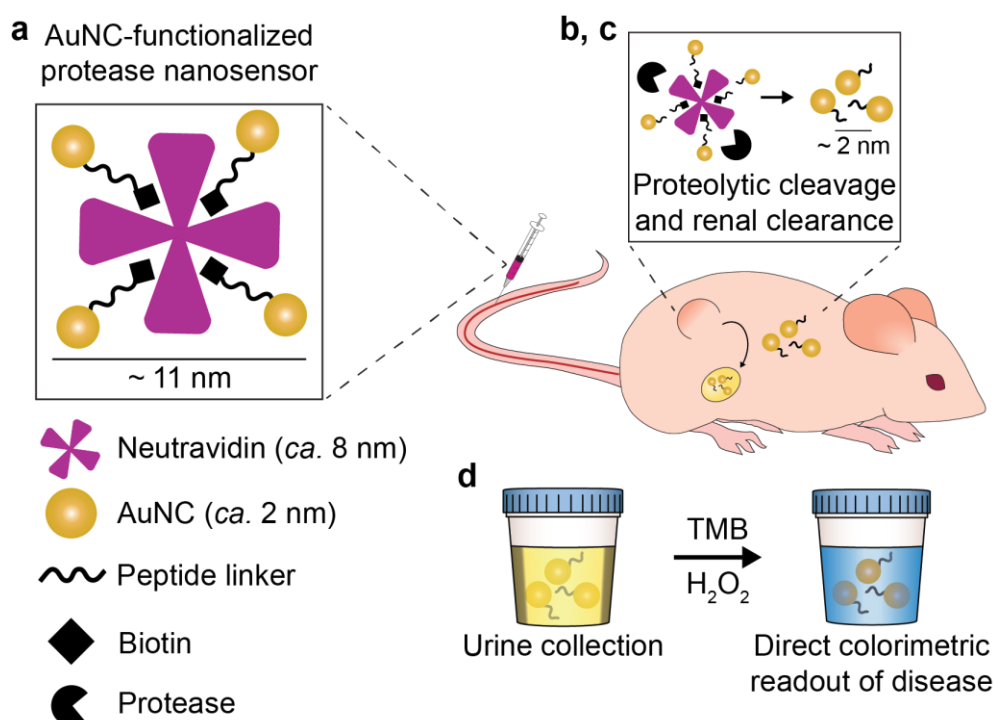 a
AuNC-functionalized
protease nanosensor
~ 11 nm
Neutravidin (ca. 8 nm)
AuNC (ca. 2 nm)
Peptide linker
Biotin
Protease
b, c
~ 2 nm
Proteolytic cleavage
and renal clearance
d
Urine collection
TMB
H₂O₂
Direct colorimetric
readout of disease